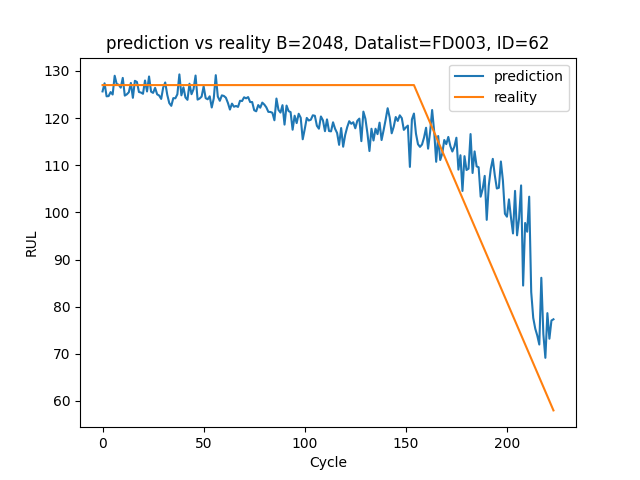 prediction vs reality B=2048, Datalist=FD003, ID=62
prediction
reality
130
120
110
100
90
80
70
60
RUL
0
50
100
150
200
Cycle